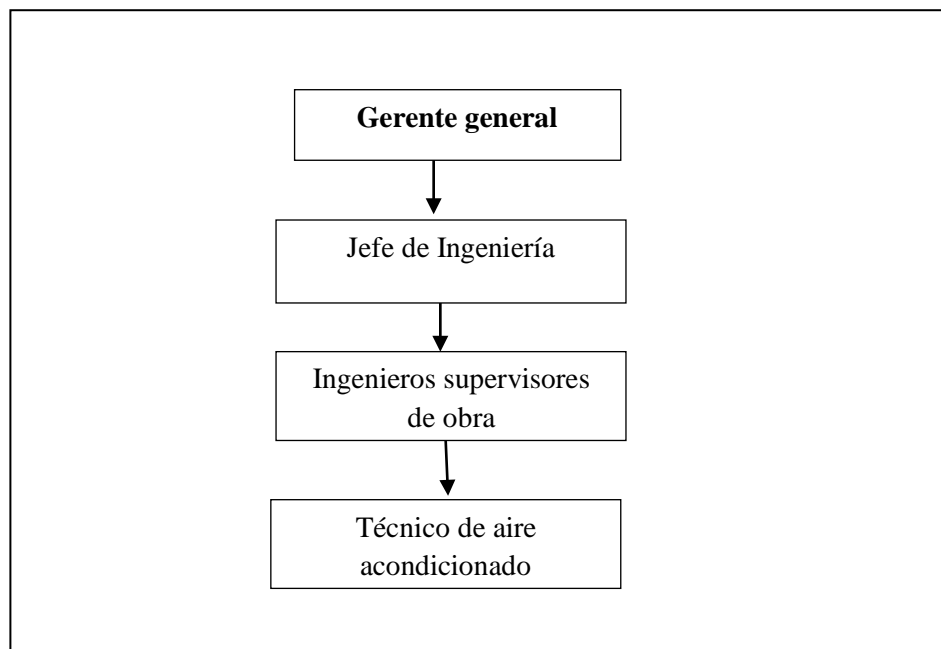 Gerente general
Jefe de Ingeniería
Ingenieros supervisores
de obra
Técnico de aire
acondicionado